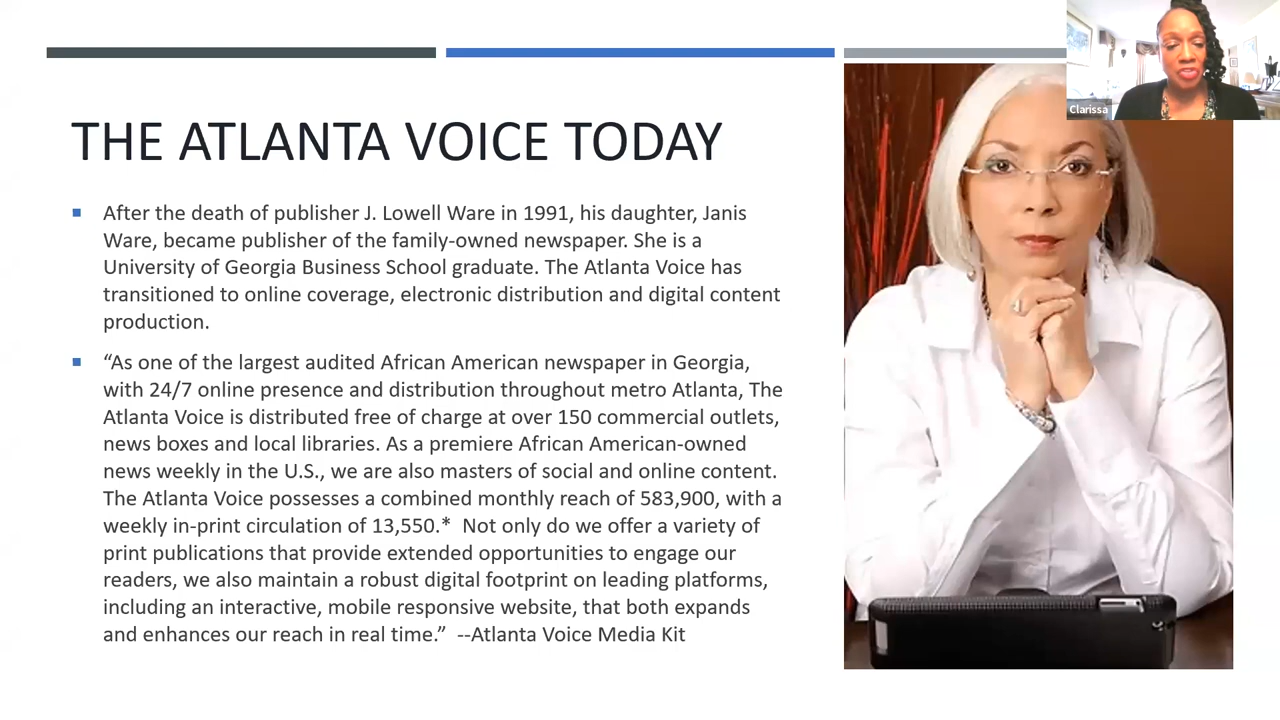 Clarissa
THE ATLANTA VOICE TODAY
After the death of publisher J. Lowell Ware in 1991, his daughter, Janis
Ware, became publisher of the family-owned newspaper. She is a
University of Georgia Business School graduate. The Atlanta Voice has
transitioned to online coverage, electronic distribution and digital content
production.
“As one of the largest audited African American newspaper in Georgia,
with 24/7 online presence and distribution throughout metro Atlanta, The
Atlanta Voice is distributed free of charge at over 150 commercial outlets,
news boxes and local libraries. As a premiere African American-owned
news weekly in the U.S., we are also masters of social and online content.
The Atlanta Voice possesses a combined monthly reach of 583,900, with a
weekly in-print circulation of 13,550.*  Not only do we offer a variety of
print publications that provide extended opportunities to engage our
readers, we also maintain a robust digital footprint on leading platforms,
including an interactive, mobile responsive website, that both expands
and enhances our reach in real time.”  --Atlanta Voice Media Kit